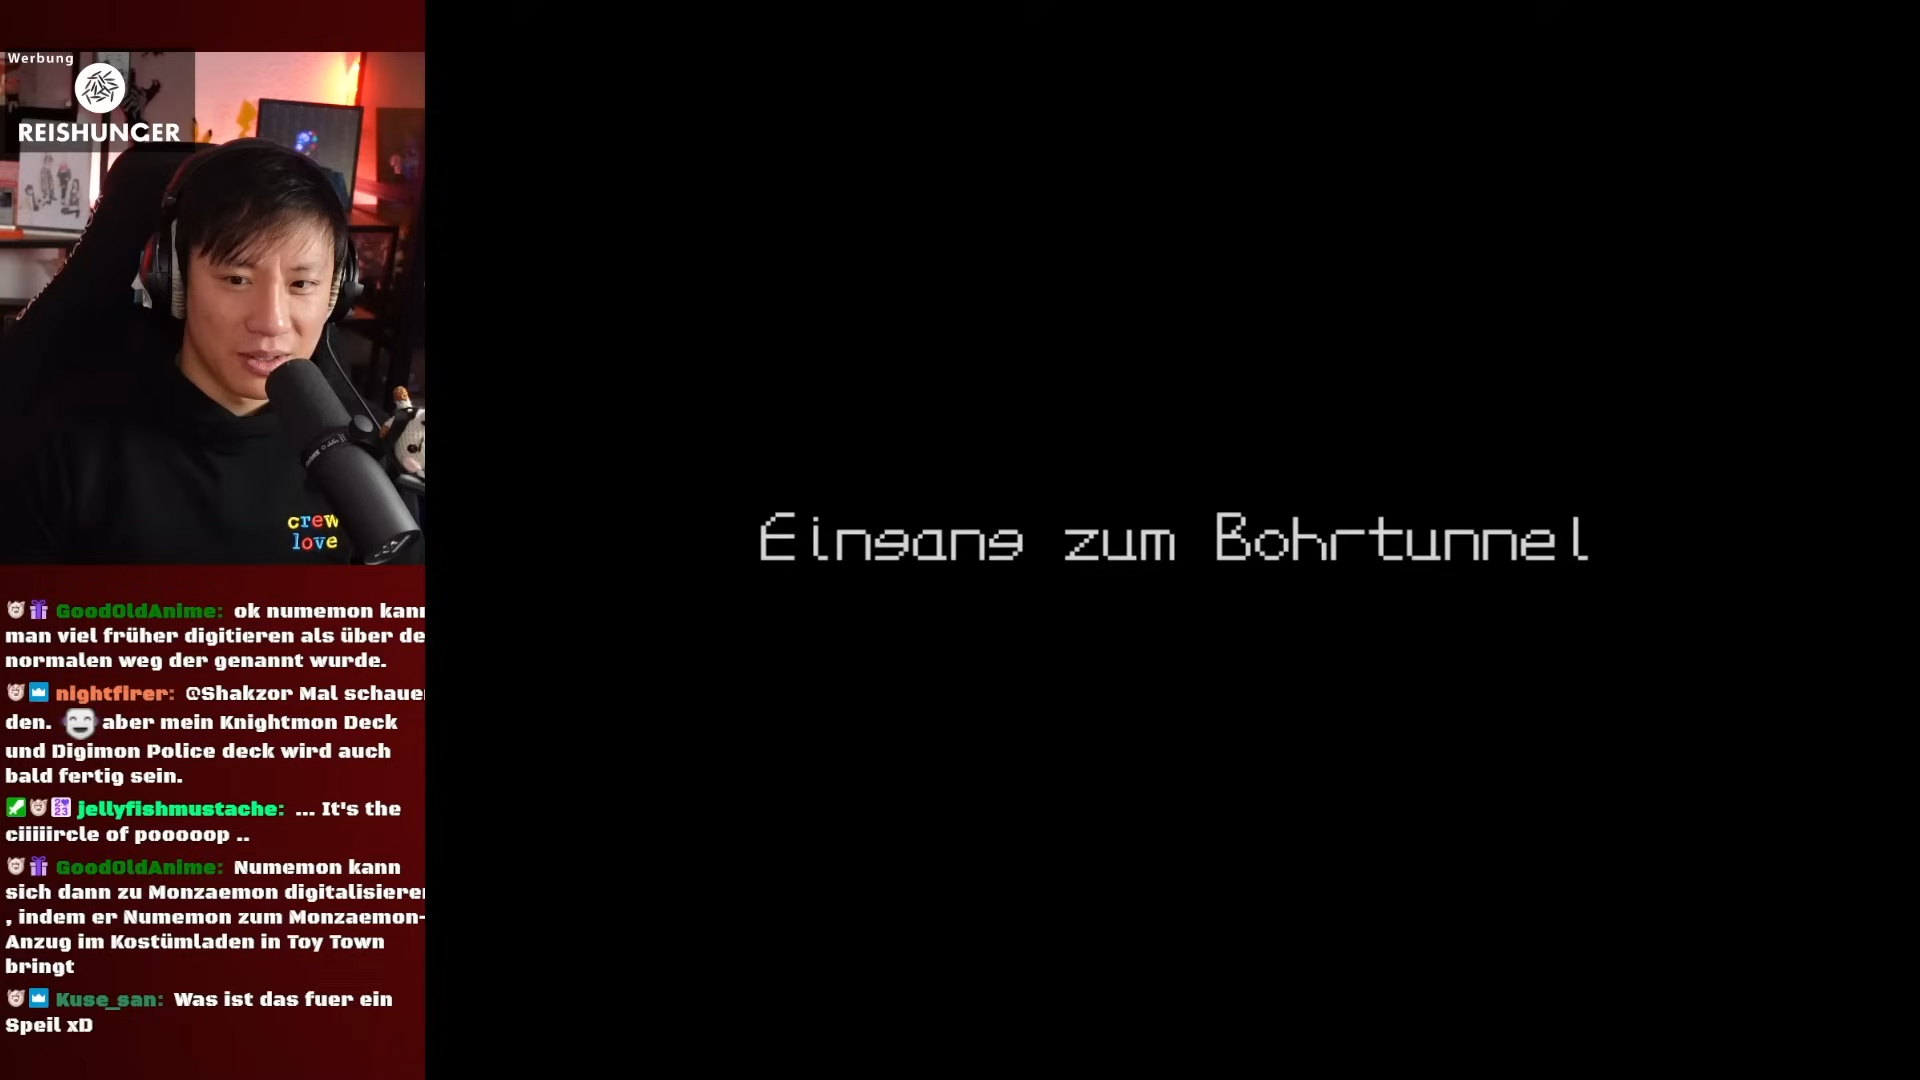 Werbung
REISHUNGER
crew
love
Eingang zum Bohrtunnel
GoodOldAnime: ok numemon kann
man viel früher digitieren als über de
normalen weg der genannt wurde.
nightfirer: @Shakzor Mal schaue
den. aber mein Knightmon Deck
und Digimon Police deck wird auch
bald fertig sein.
2 23 jellyfishmustache: ... It's the
ciiiiircle of pooooop ..
GoodOldAnime: Numemon kann
sich dann zu Monzaemon digitalisieren
, indem er Numemon zum Monzaemon-
Anzug im Kostümladen in Toy Town
bringt
Kuse_san: Was ist das fuer ein
Speil xD